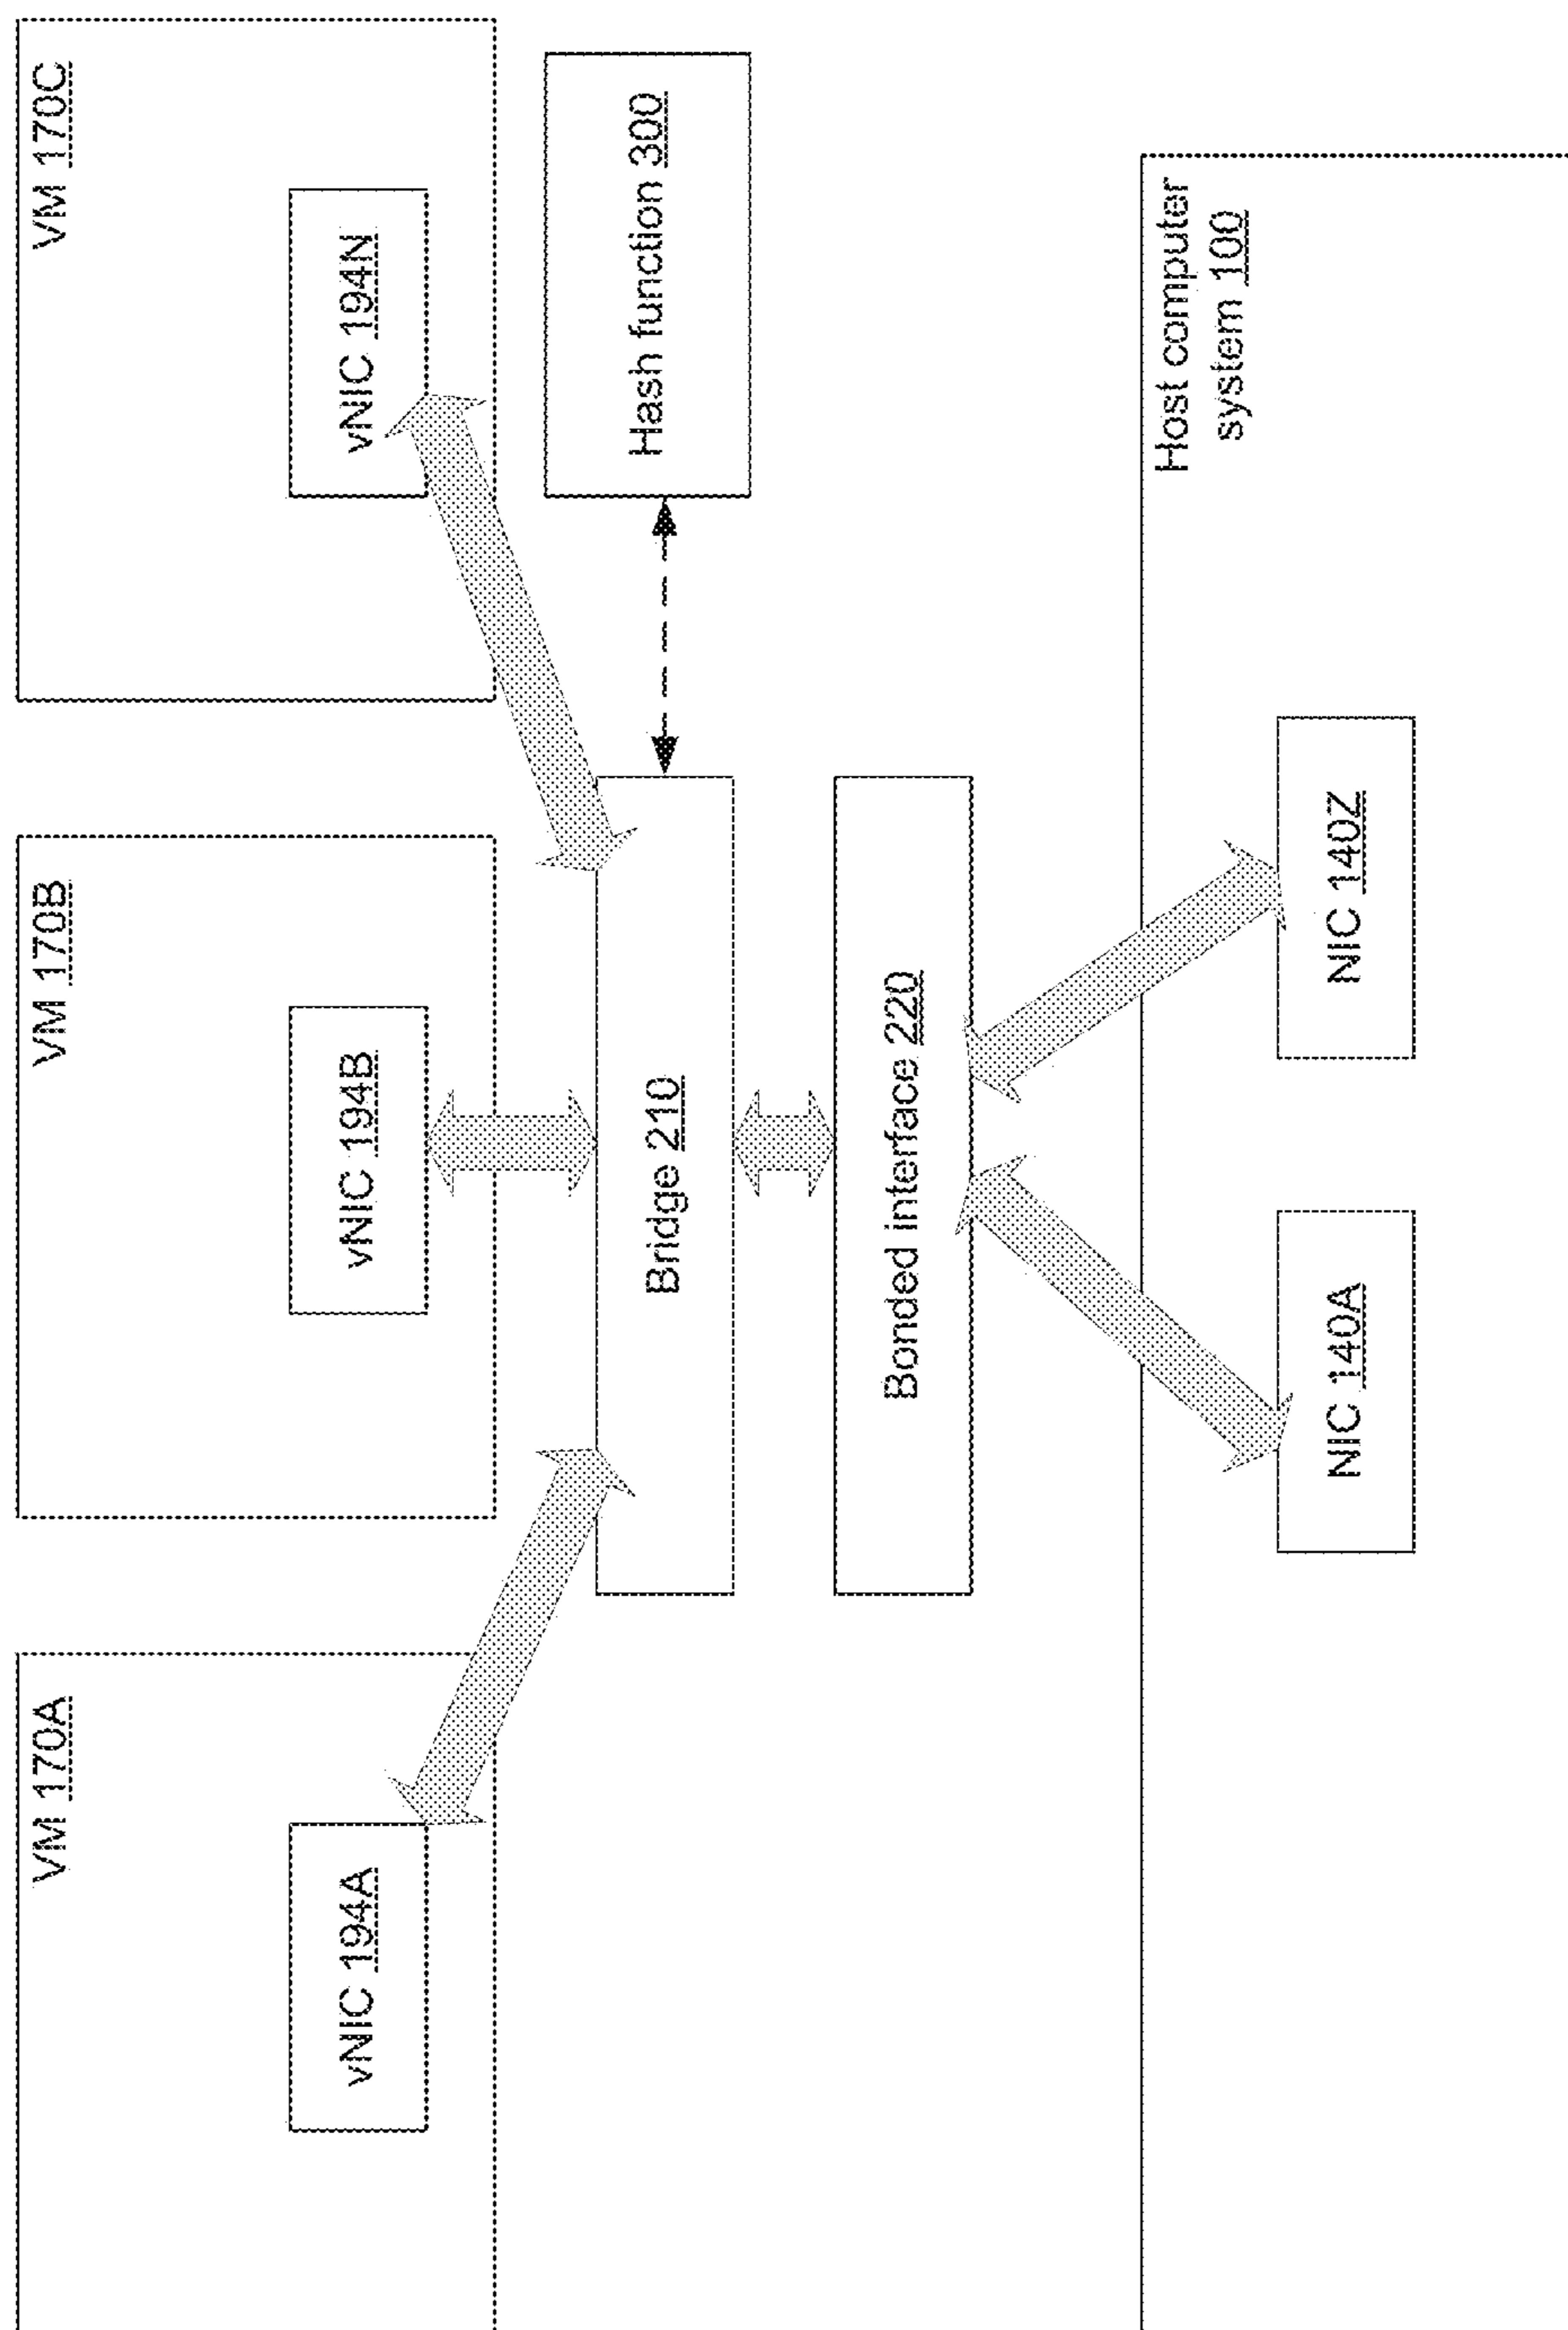 VM 170A
VM 170B
VM 170C
vNIC 194A
vNIC 194B
vNIC 194N
Hash function 300
Bridge 210
Bonded interface 220
Host computer
system 100
NIC 140A
NIC 140Z